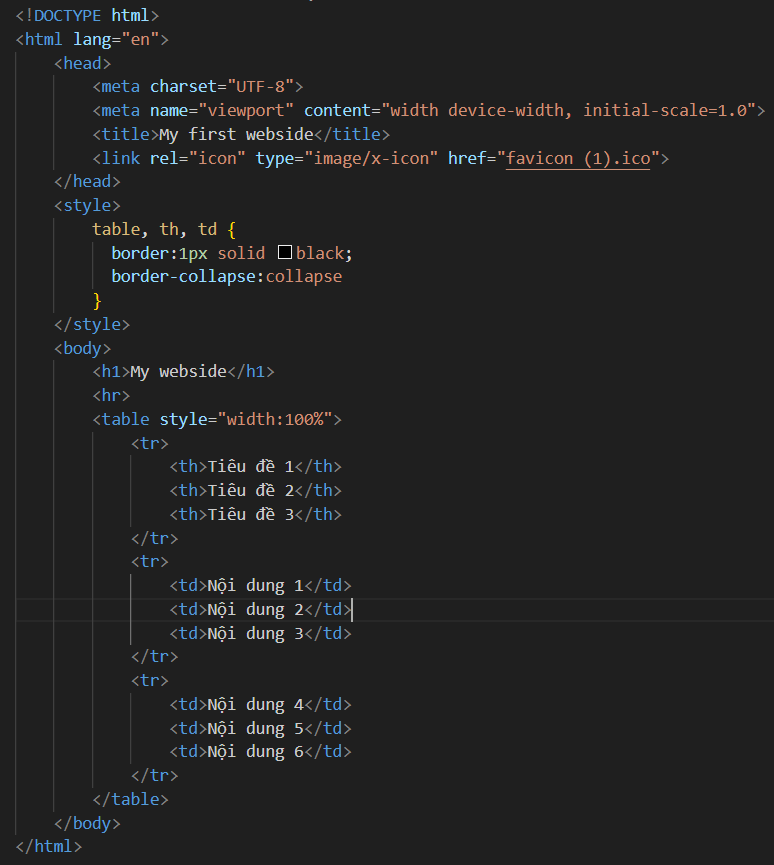 <!DOCTYPE html>
<html lang="en">
    <head>
        <meta charset="UTF-8">
        <meta name="viewport" content="width device-width, initial-scale=1.0">
        <title>My first webside</title>
        <link rel="icon" type="image/x-icon" href="favicon (1).ico">
    </head>
    <style>
        table, th, td {
          border:1px solid black;
          border-collapse:collapse
        }
    </style>
    <body>
        <h1>My webside</h1>
        <hr>
        <table style="width:100%">
            <tr>
                <th>Tiêu đề 1</th>
                <th>Tiêu đề 2</th>
                <th>Tiêu đề 3</th>
            </tr>
            <tr>
                <td>Nội dung 1</td>
                <td>Nội dung 2</td>
                <td>Nội dung 3</td>
            </tr>
            <tr>
                <td>Nội dung 4</td>
                <td>Nội dung 5</td>
                <td>Nội dung 6</td>
            </tr>
        </table>
    </body>
</html>